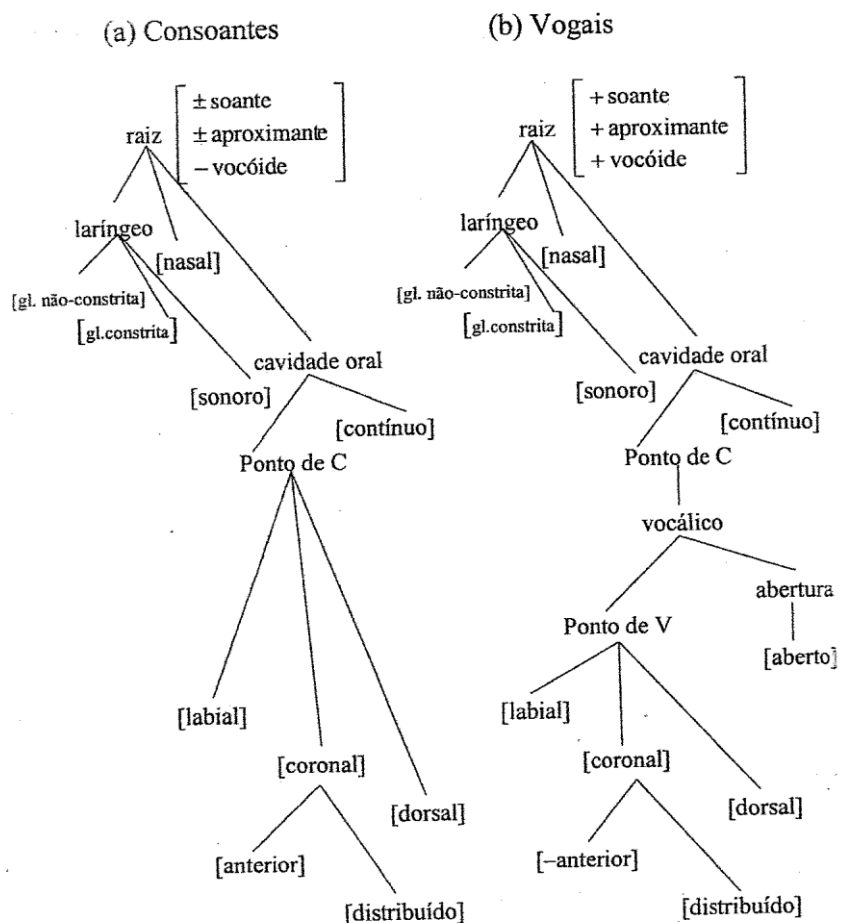 (a) Consoantes
± soante
raiz
± aproximante
– vocóide
laríngeo
[nasal]
[gl. não-constrita]
[gl.constrita]
cavidade oral
[sonoro]
[contínuo]
Ponto de C
[labial]
[coronal]
[dorsal]
[anterior]
[distribuído]
(b) Vogais
+ soante
raiz
+ aproximante
+ vocóide
laríngeo
[nasal]
[gl. não-constrita]
[gl.constrita]
cavidade oral
[sonoro]
[contínuo]
Ponto de C
vocálico
abertura
Ponto de V
[aberto]
[labial]
[coronal]
[dorsal]
[–anterior]
[distribuído]